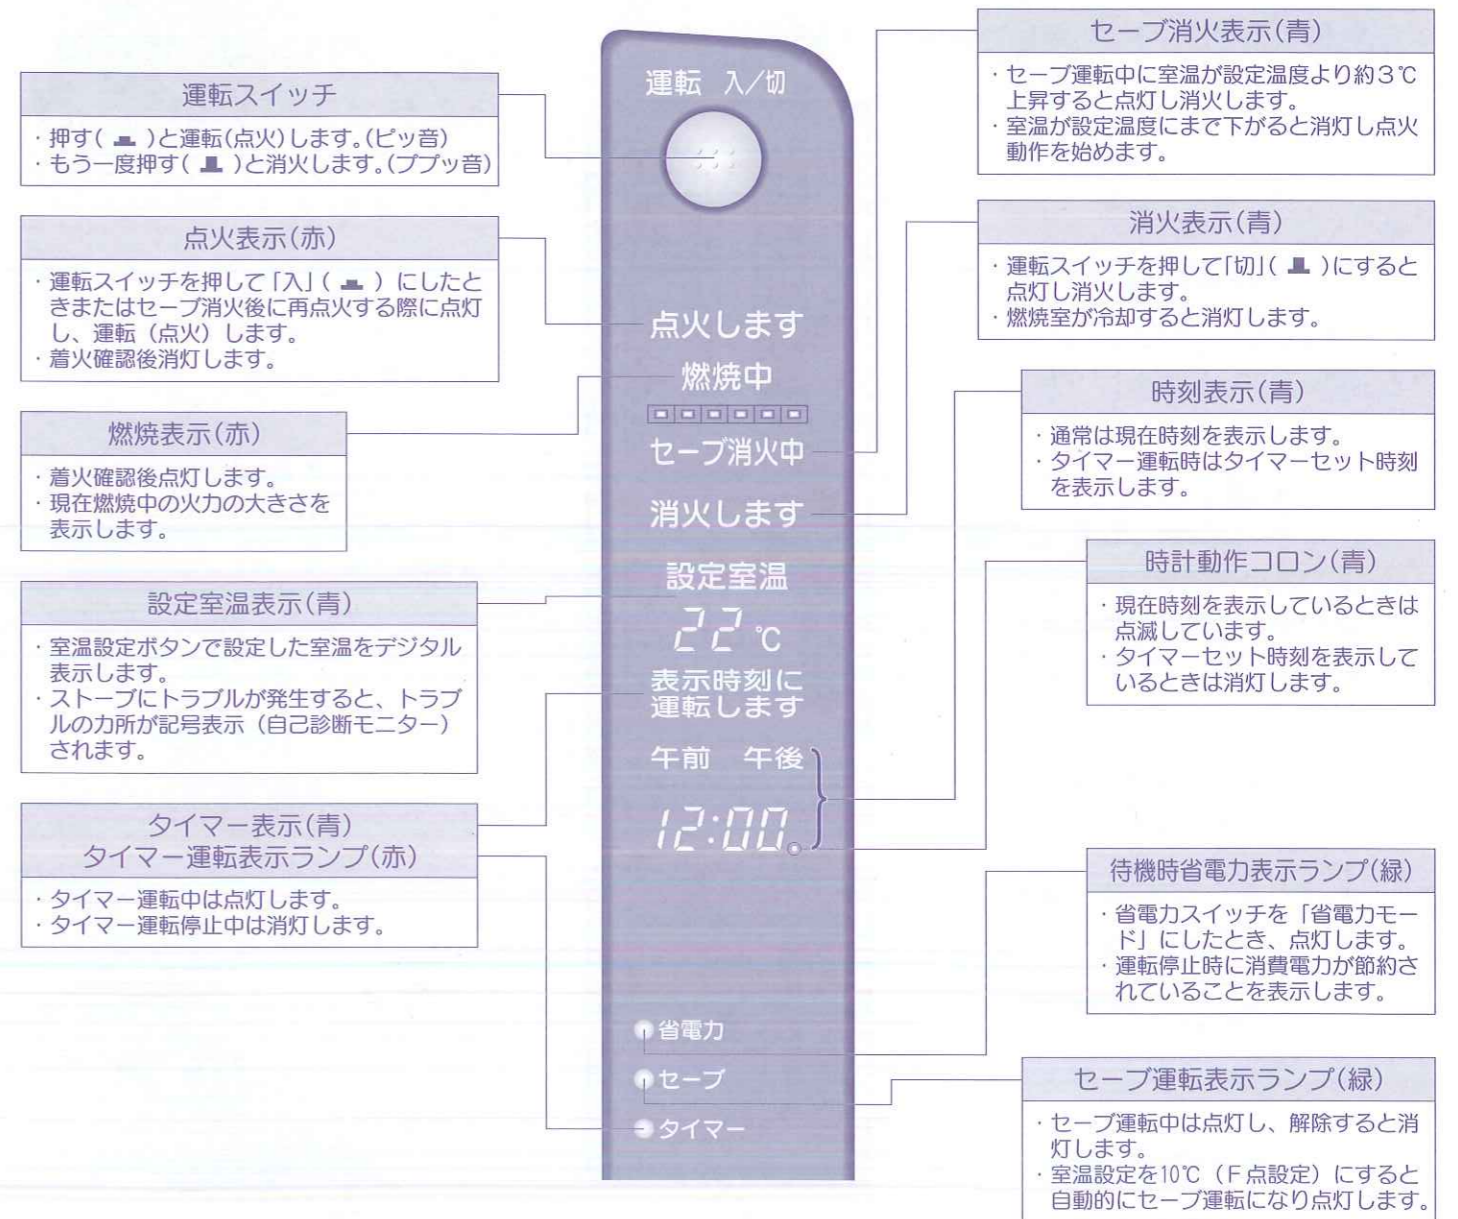 運転スイッチ
・押す( )と運転(点火)します。(ピッ音)
・もう一度押す( )と消火します。(ププッ音)
点火表示(赤)
・運転スイッチを押して「入」( )にしたと
きまたはセーブ消火後に再点火する際に点灯
し、運転（点火）します。
・着火確認後消灯します。
燃焼表示(赤)
・着火確認後点灯します。
・現在燃焼中の火力の大きさを
表示します。
設定室温表示(青)
・室温設定ボタンで設定した室温をデジタル
表示します。
・ストーブにトラブルが発生すると、トラブ
ルの力所が記号表示（自己診断モニター）
されます。
タイマー表示(青)
タイマー運転表示ランプ(赤)
・タイマー運転中は点灯します。
・タイマー運転停止中は消灯します。
運転 入／切
点火します
燃焼中
セーブ消火中
消火します
設定室温
22℃
表示時刻に
運転します
午前 午後
12:00
省電力
セーブ
タイマー
セーブ消火表示(青)
・セーブ運転中に室温が設定温度より約３℃
上昇すると点灯し消火します。
・室温が設定温度にまで下がると消灯し点火
動作を始めます。
消火表示(青)
・運転スイッチを押して「切」( )にすると
点灯し消火します。
・燃焼室が冷却すると消灯します。
時刻表示(青)
・通常は現在時刻を表示します。
・タイマー運転時はタイマーセット時刻
を表示します。
時計動作コロン(青)
・現在時刻を表示しているときは
点滅しています。
・タイマーセット時刻を表示して
いるときは消灯します。
待機時省電力表示ランプ(緑)
・省電力スイッチを「省電力モー
ド」にしたとき、点灯します。
・運転停止時に消費電力が節約さ
れていることを表示します。
セーブ運転表示ランプ(緑)
・セーブ運転中は点灯し、解除すると消
灯します。
・室温設定を10℃（Ｆ点設定）にすると
自動的にセーブ運転になり点灯します。